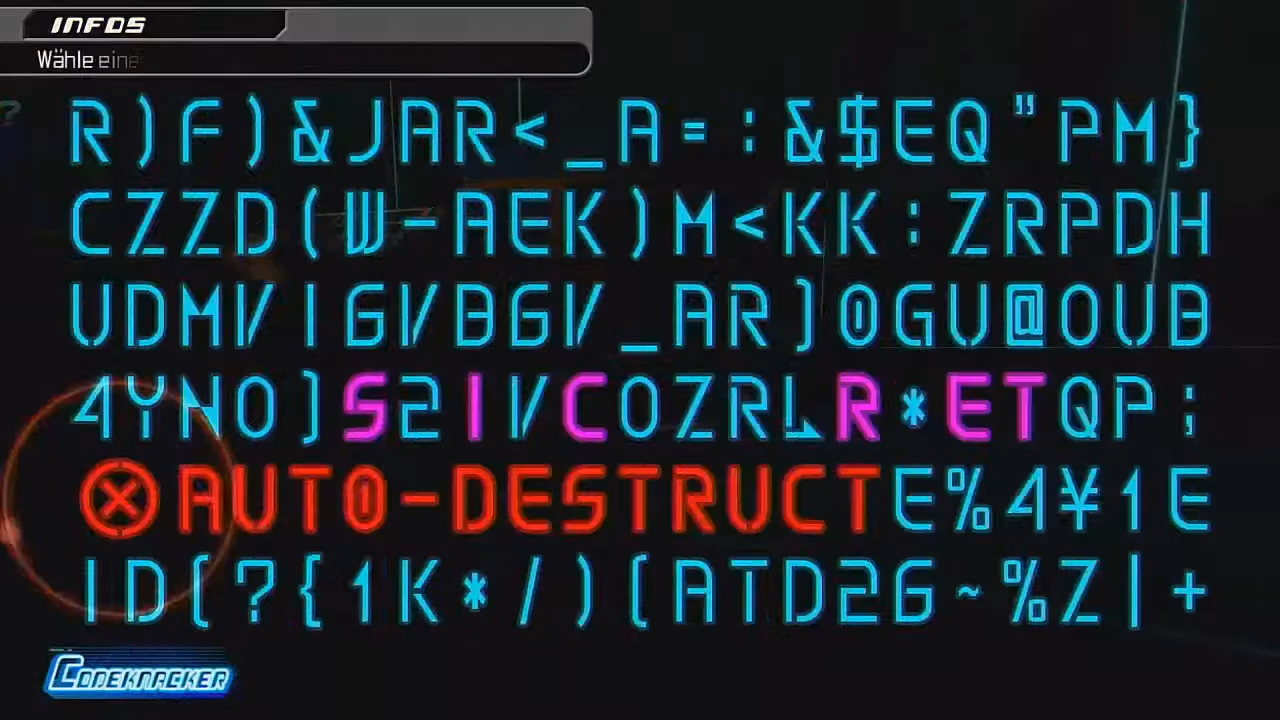 INFOS
Wähle eine
R)F)&JAR<_A=:&$EQ"PM}
CZZD(W-AEK)M<KK:ZRPDH
UDMV|GVBGV_AR)0GU@OUB
4YNO)S2IVCOZRLR*ETQP;
AUTO-DESTRUCTE%4¥1E
ID(?{1K*/)(ATD26~%Z|+
CODEKNACKER